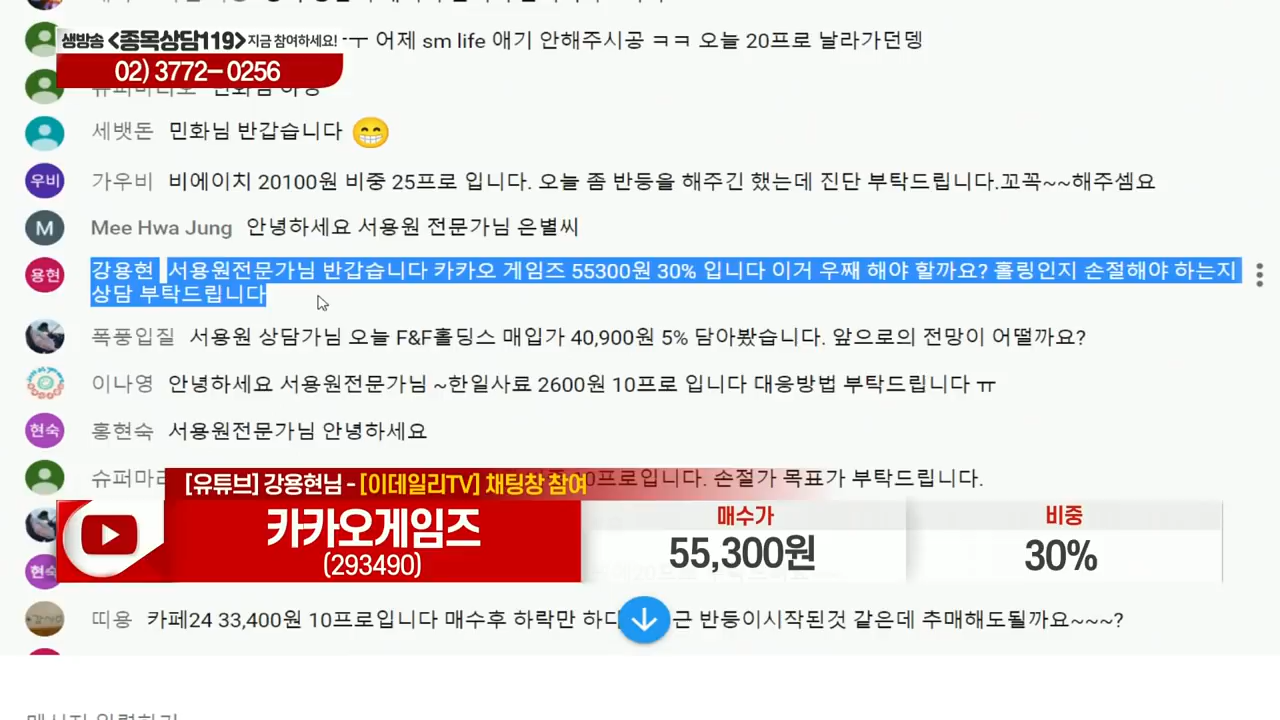 생방송 <종목상담119> 지금 참여하세요!
02) 3772-0256
ㅜ 어제 sm life 얘기 안해주시공 ㅋㅋ 오늘 20프로 날라가던뎅
세뱃돈 민화님 반갑습니다 😁
우비 가우비 비에이치 20100원 비중 25프로 입니다. 오늘 좀 반등을 해주긴 했는데 진단 부탁드립니다.꼬꼭~~해주셈요
M Mee Hwa Jung 안녕하세요 서용원 전문가님 은별씨
용현 강용현 서용원전문가님 반갑습니다 카카오 게임즈 55300원 30% 입니다 이거 우째 해야 할까요? 홀링인지 손절해야 하는지
상담 부탁드립니다
폭풍입질 서용원 상담가님 오늘 F&F홀딩스 매입가 40,900원 5% 담아봤습니다. 앞으로의 전망이 어떨까요?
이나영 안녕하세요 서용원전문가님 ~한일사료 2600원 10프로 입니다 대응방법 부탁드립니다 ㅠ
현숙 홍현숙 서용원전문가님 안녕하세요
슈퍼마리 0프로입니다. 손절가 목표가 부탁드립니다.
[유튜브] 강용현님 - [이데일리TV] 채팅창 참여
카카오게임즈
(293490)
매수가
55,300원
비중
30%
현숙
띠용 카페24 33,400원 10프로입니다 매수후 하락만 하다 근 반등이시작된것 같은데 추매해도될까요~~~?